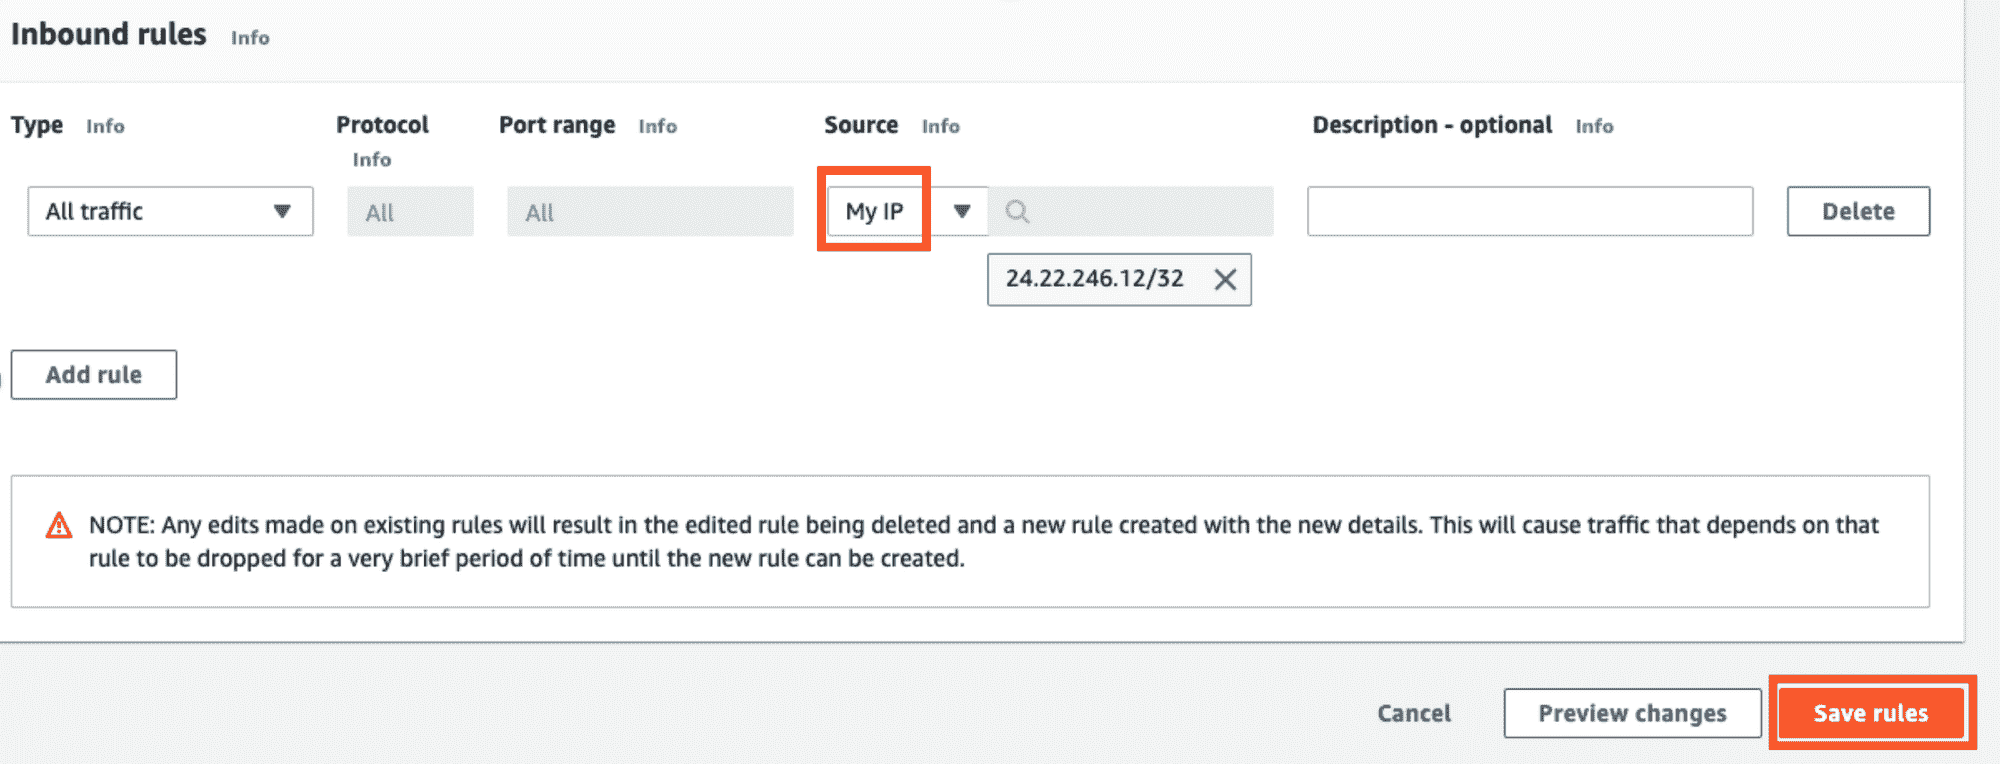 Inbound rules Info
Type Info Protocol Info Port range Info Source Info Description - optional Info
All traffic All All My IP Delete
24.22.246.12/32
Add rule
NOTE: Any edits made on existing rules will result in the edited rule being deleted and a new rule created with the new details. This will cause traffic that depends on that
rule to be dropped for a very brief period of time until the new rule can be created.
Cancel Preview changes Save rules